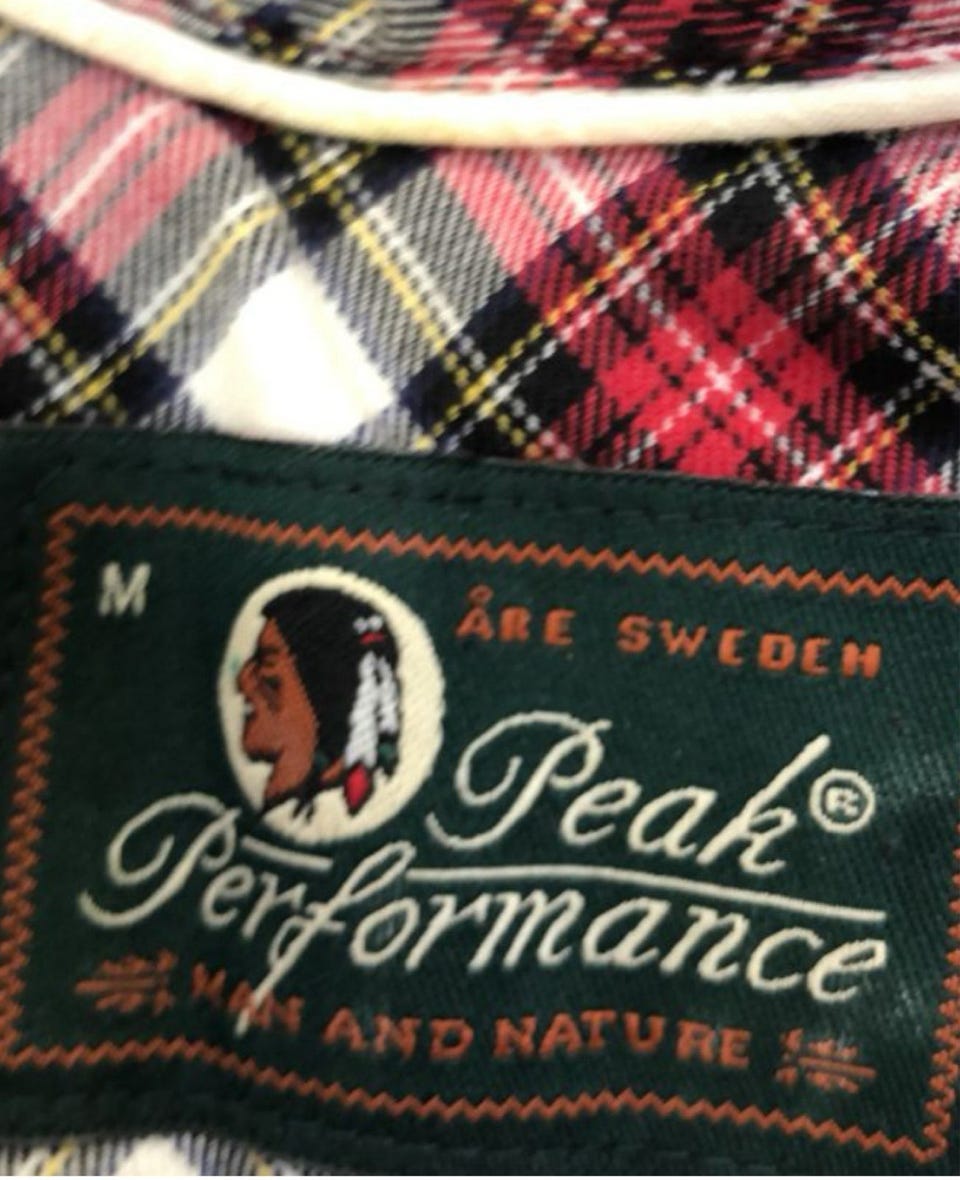 M
ÅRE SWEDEN
Peak®
Performance
MAN AND NATURE